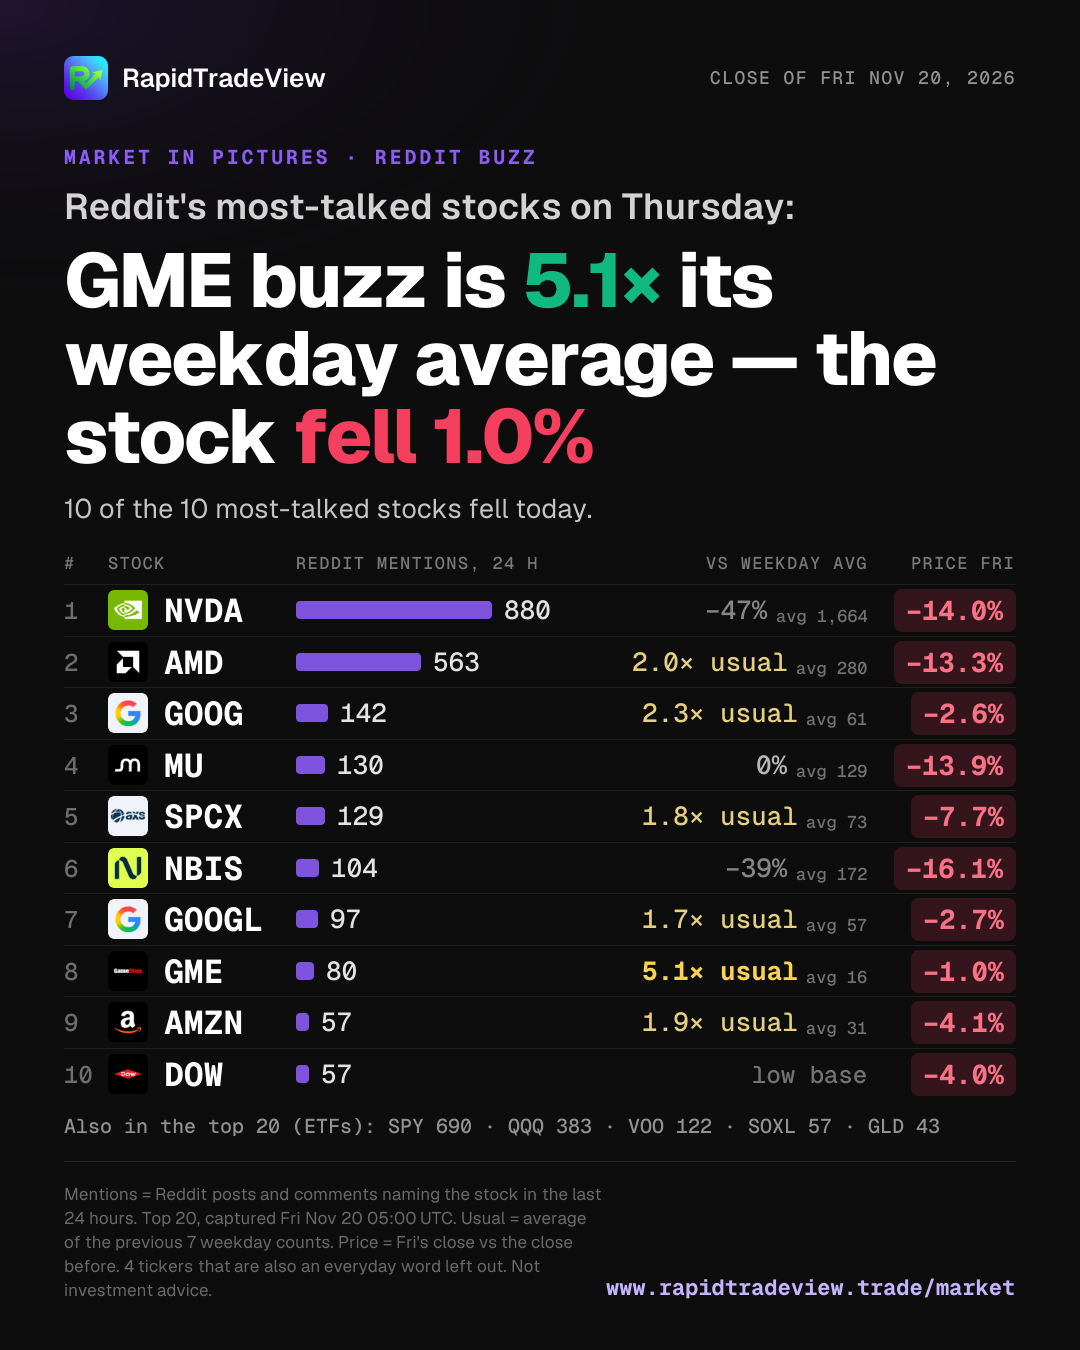 RapidTradeView
CLOSE OF FRI NOV 20, 2026
MARKET IN PICTURES · REDDIT BUZZ
Reddit's most-talked stocks on Thursday:
GME buzz is 5.1× its
weekday average — the
stock fell 1.0%
10 of the 10 most-talked stocks fell today.
# STOCK REDDIT MENTIONS, 24 H VS WEEKDAY AVG PRICE FRI
1 NVDA 880 −47% avg 1,664 −14.0%
2 AMD 563 2.0× usual avg 280 −13.3%
3 GOOG 142 2.3× usual avg 61 −2.6%
4 MU 130 0% avg 129 −13.9%
5 axs SPCX 129 1.8× usual avg 73 −7.7%
6 NBIS 104 −39% avg 172 −16.1%
7 GOOGL 97 1.7× usual avg 57 −2.7%
8 GameStop GME 80 5.1× usual avg 16 −1.0%
9 AMZN 57 1.9× usual avg 31 −4.1%
10 Dow DOW 57 low base −4.0%
Also in the top 20 (ETFs): SPY 690 · QQQ 383 · VOO 122 · SOXL 57 · GLD 43
Mentions = Reddit posts and comments naming the stock in the last
24 hours. Top 20, captured Fri Nov 20 05:00 UTC. Usual = average
of the previous 7 weekday counts. Price = Fri's close vs the close
before. 4 tickers that are also an everyday word left out. Not
investment advice.
www.rapidtradeview.trade/market